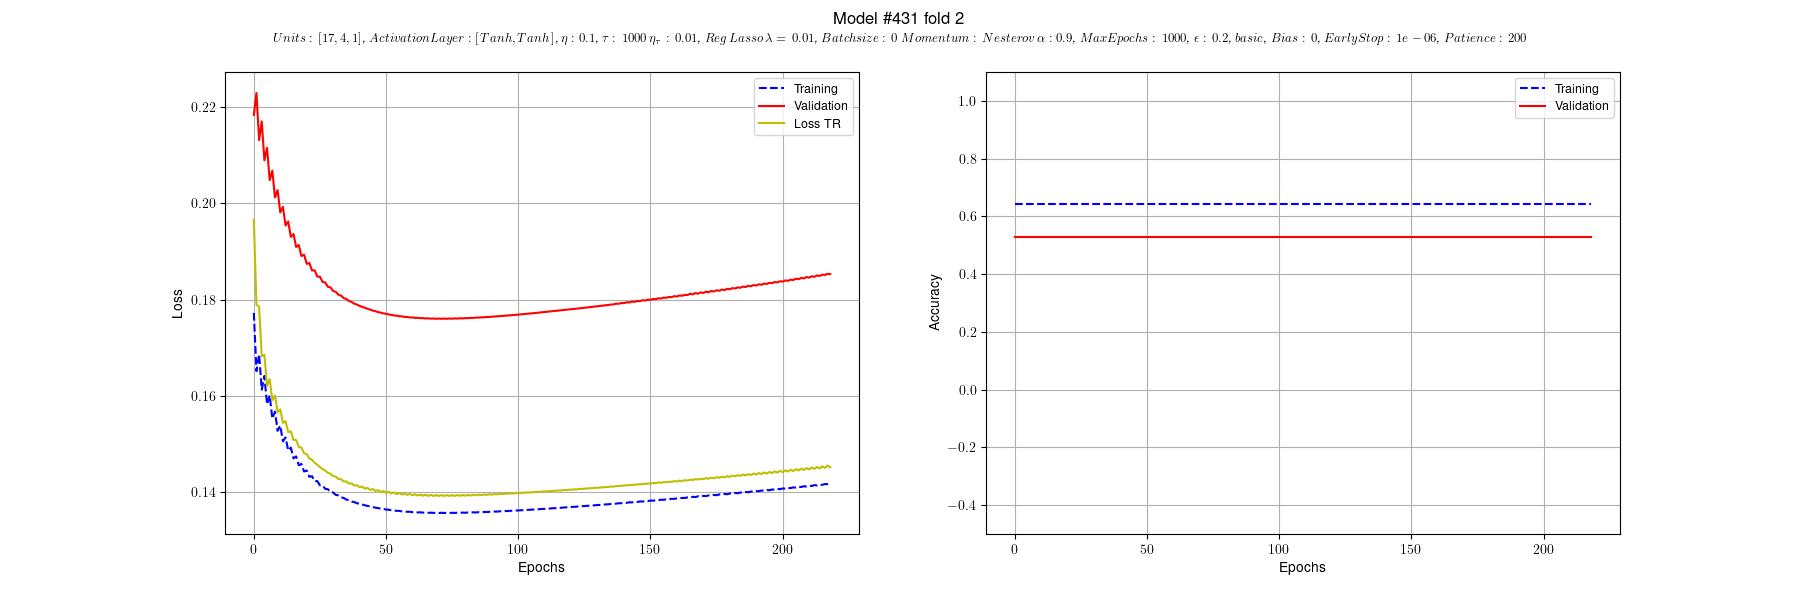 Model #431 fold 2
Units : [17, 4, 1], ActivationLayer : [Tanh, Tanh], η : 0.1, τ : 1000 η_τ : 0.01, Reg Lasso λ = 0.01, Batchsize : 0 Momentum : Nesterov α : 0.9, MaxEpochs : 1000, ϵ : 0.2, basic, Bias : 0, EarlyStop : 1e − 06, Patience : 200
Training
Validation
Loss TR
0.22
0.20
0.18
0.16
0.14
Loss
0 50 100 150 200
Epochs
Training
Validation
1.0
0.8
0.6
0.4
0.2
0.0
−0.2
−0.4
Accuracy
0 50 100 150 200
Epochs